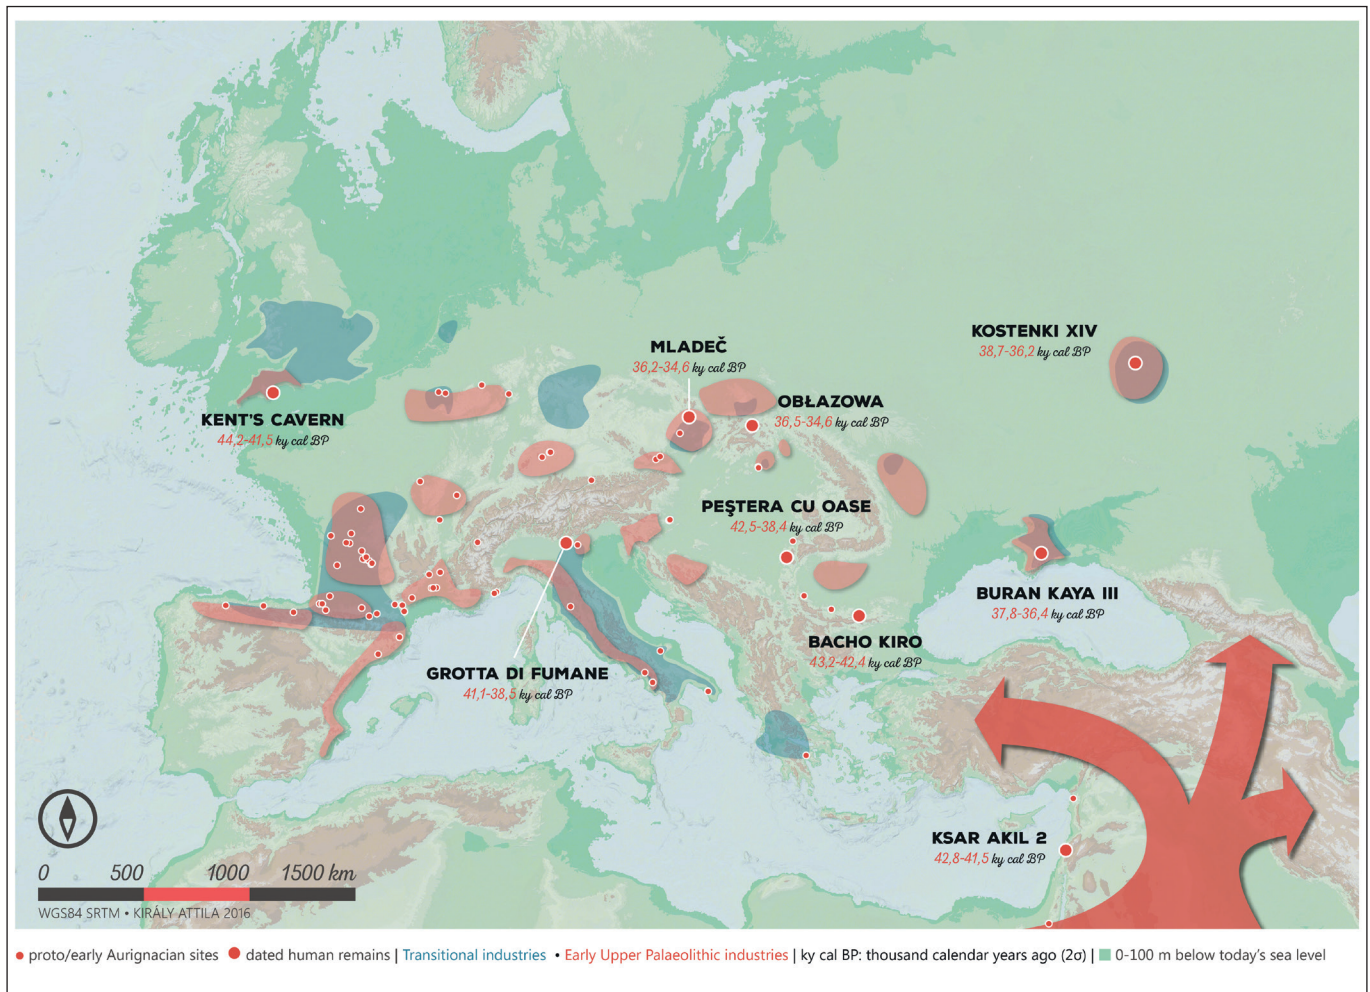 KOSTENKI XIV
38,7-36,2 ky cal BP
MLADEČ
36,2-34,6 ky cal BP
OBŁAZOWA
36,5-34,6 ky cal BP
KENT'S CAVERN
44,2-41,5 ky cal BP
PEŞTERA CU OASE
42,5-38,4 ky cal BP
BURAN KAYA III
37,8-36,4 ky cal BP
BACHO KIRO
43,2-42,4 ky cal BP
GROTTA DI FUMANE
41,1-38,5 ky cal BP
KSAR AKIL 2
42,8-41,5 ky cal BP
0 500 1000 1500 km
WGS84 SRTM • KIRÁLY ATTILA 2016
proto/early Aurignacian sites dated human remains | Transitional industries • Early Upper Palaeolithic industries | ky cal BP: thousand calendar years ago (2σ) | 0-100 m below today's sea level